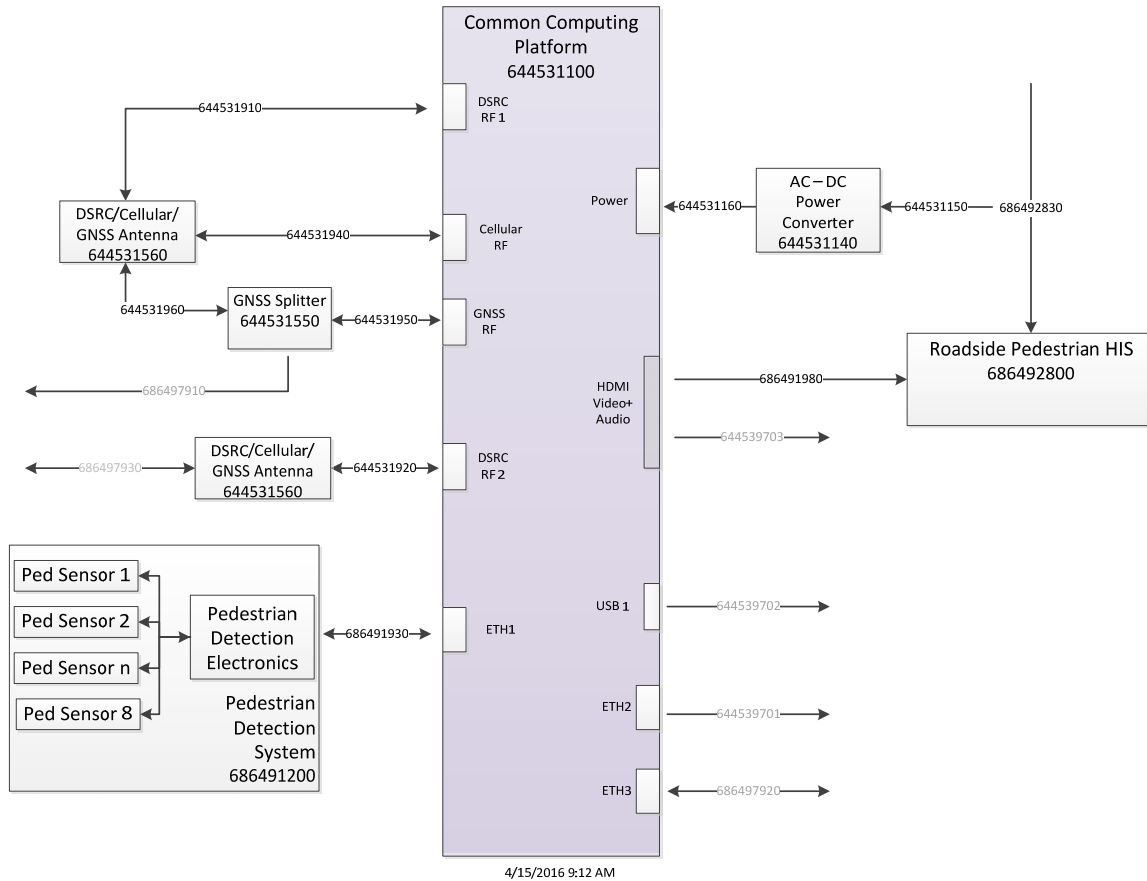 Common Computing
Platform
644531100
DSRC
RF 1
644531910
DSRC/Cellular/
GNSS Antenna
644531560
644531940
Cellular
RF
644531960
GNSS Splitter
644531550
644531950
GNSS
RF
686497910
686497930
DSRC/Cellular/
GNSS Antenna
644531560
644531920
DSRC
RF 2
Ped Sensor 1
Ped Sensor 2
Ped Sensor n
Ped Sensor 8
Pedestrian
Detection
Electronics
Pedestrian
Detection
System
686491200
686491930
ETH1
Power
644531160
AC – DC
Power
Converter
644531140
644531150
686492830
Roadside Pedestrian HIS
686492800
HDMI
Video+
Audio
686491980
644539703
USB 1
644539702
ETH2
644539701
ETH3
686497920
4/15/2016 9:12 AM